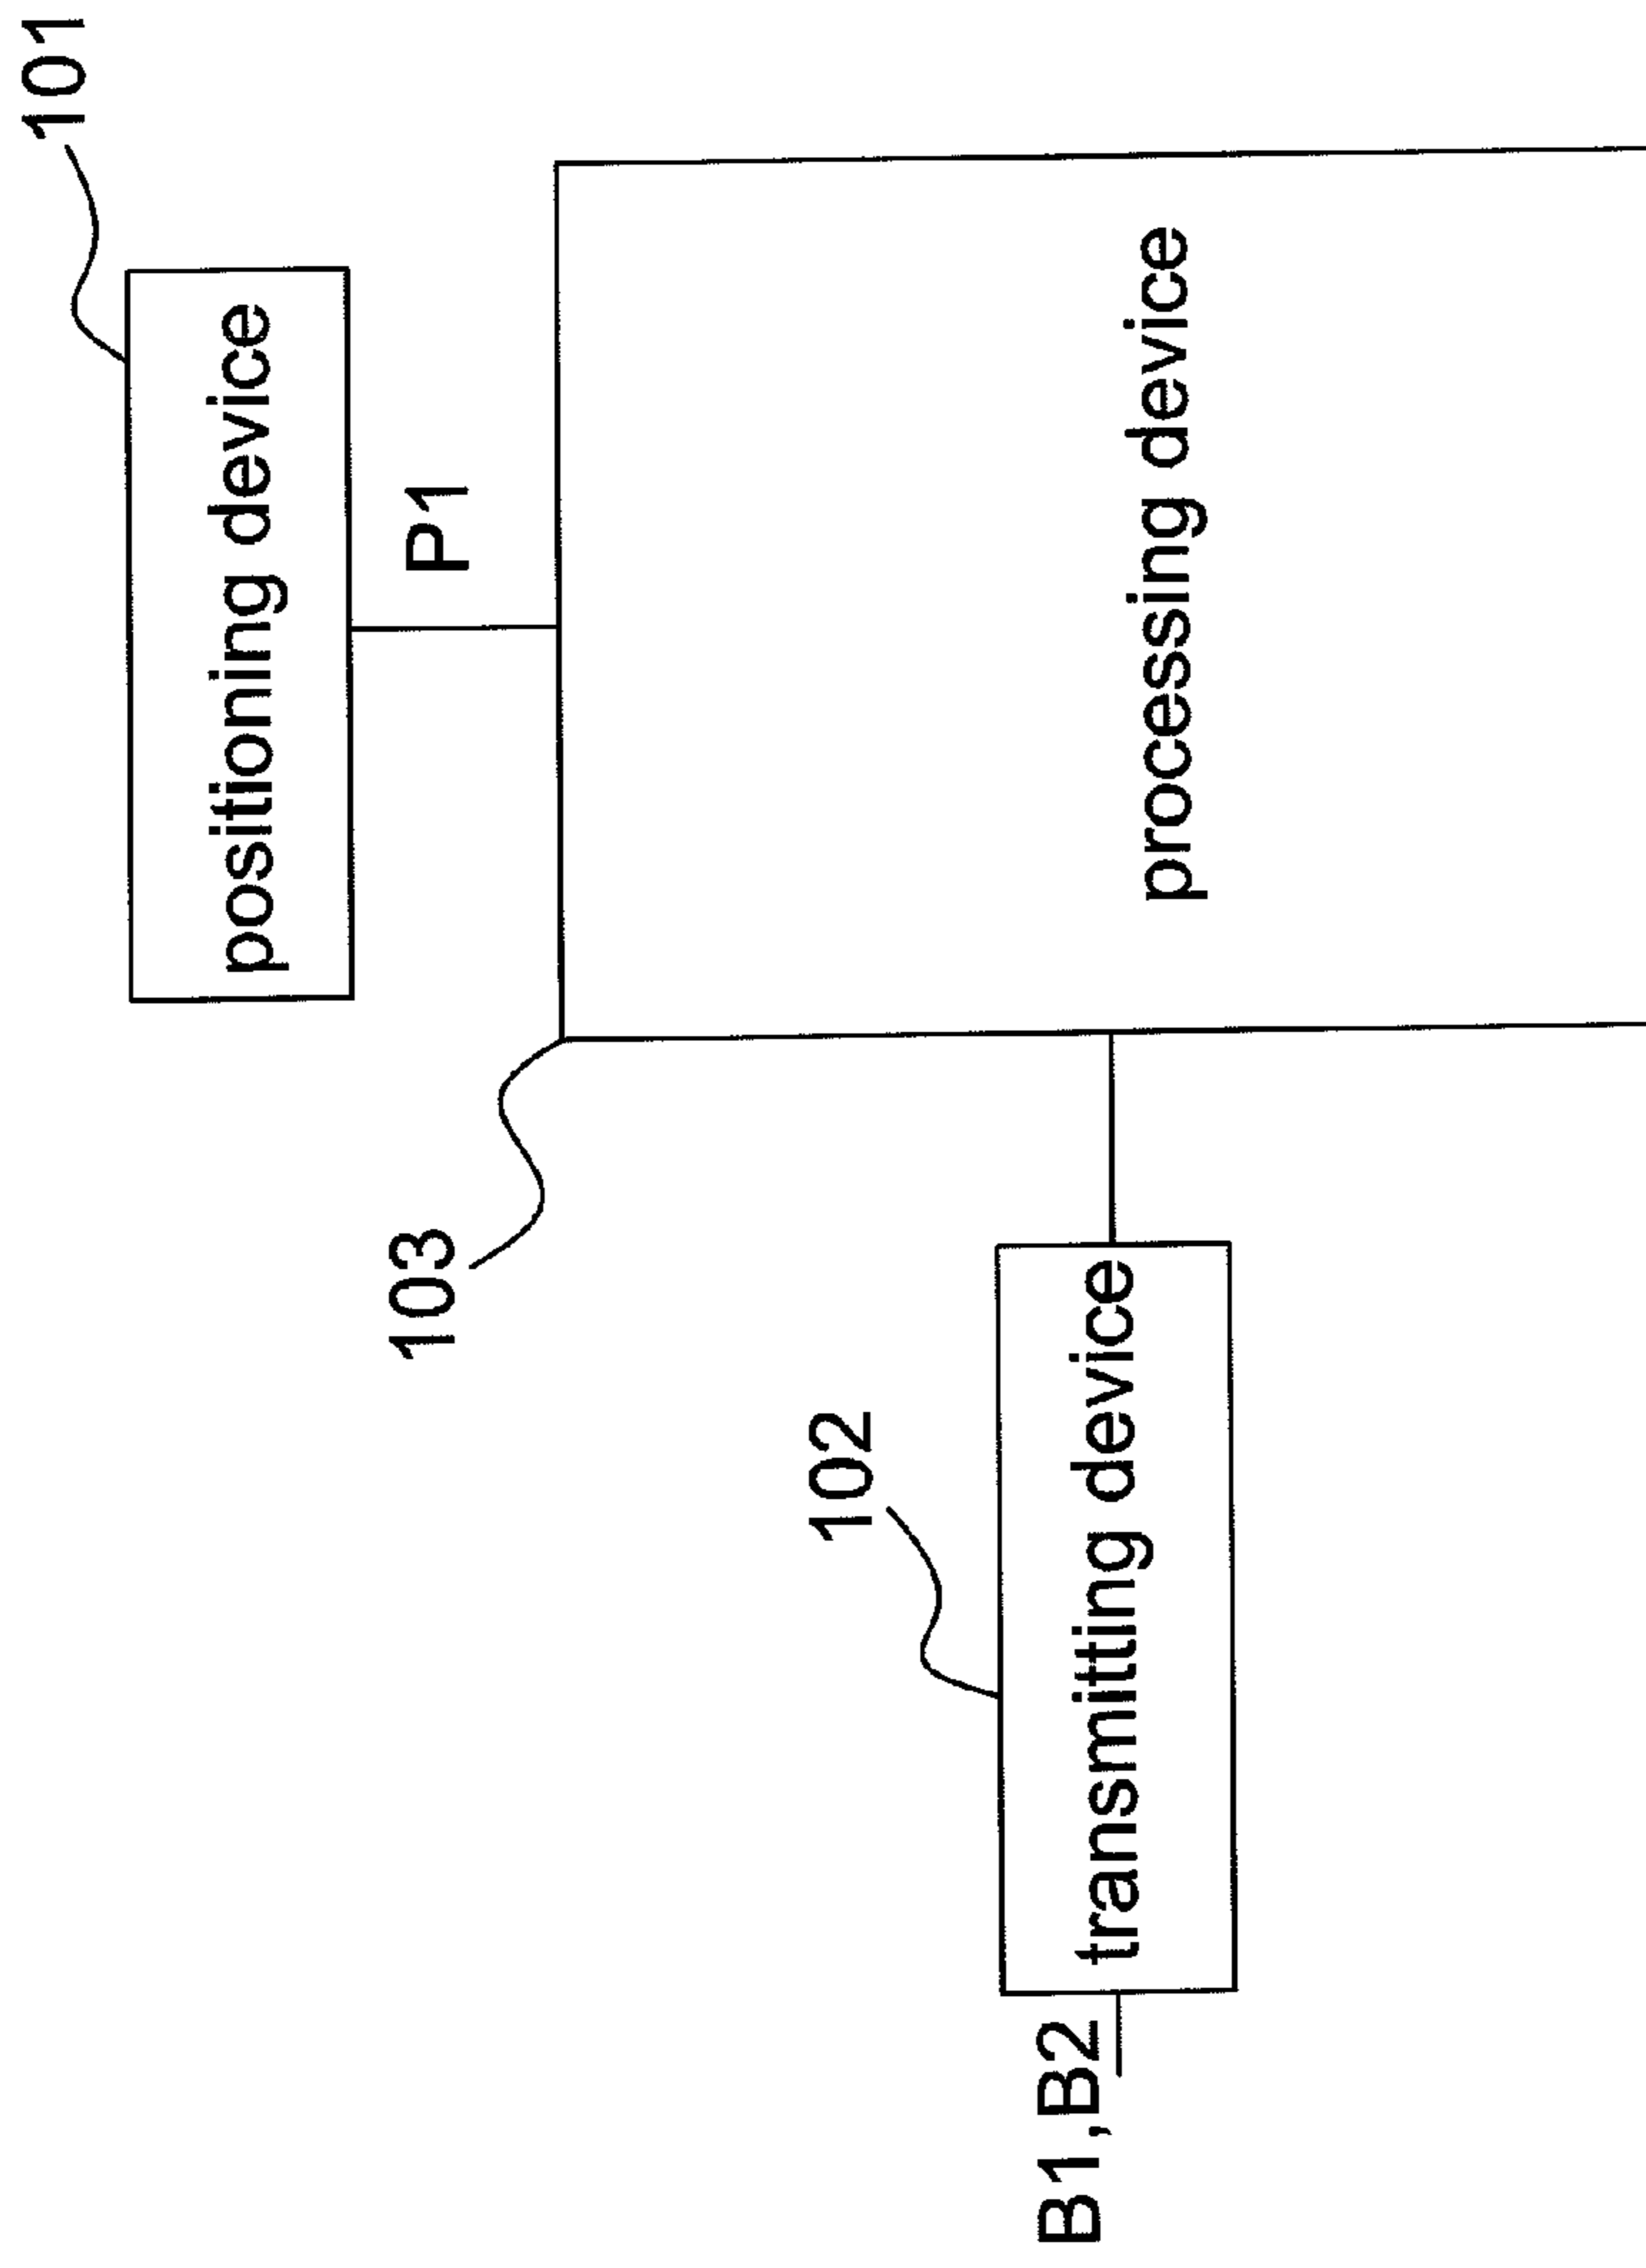 101
positioning device
P1
103
processing device
102
transmitting device
B1,B2